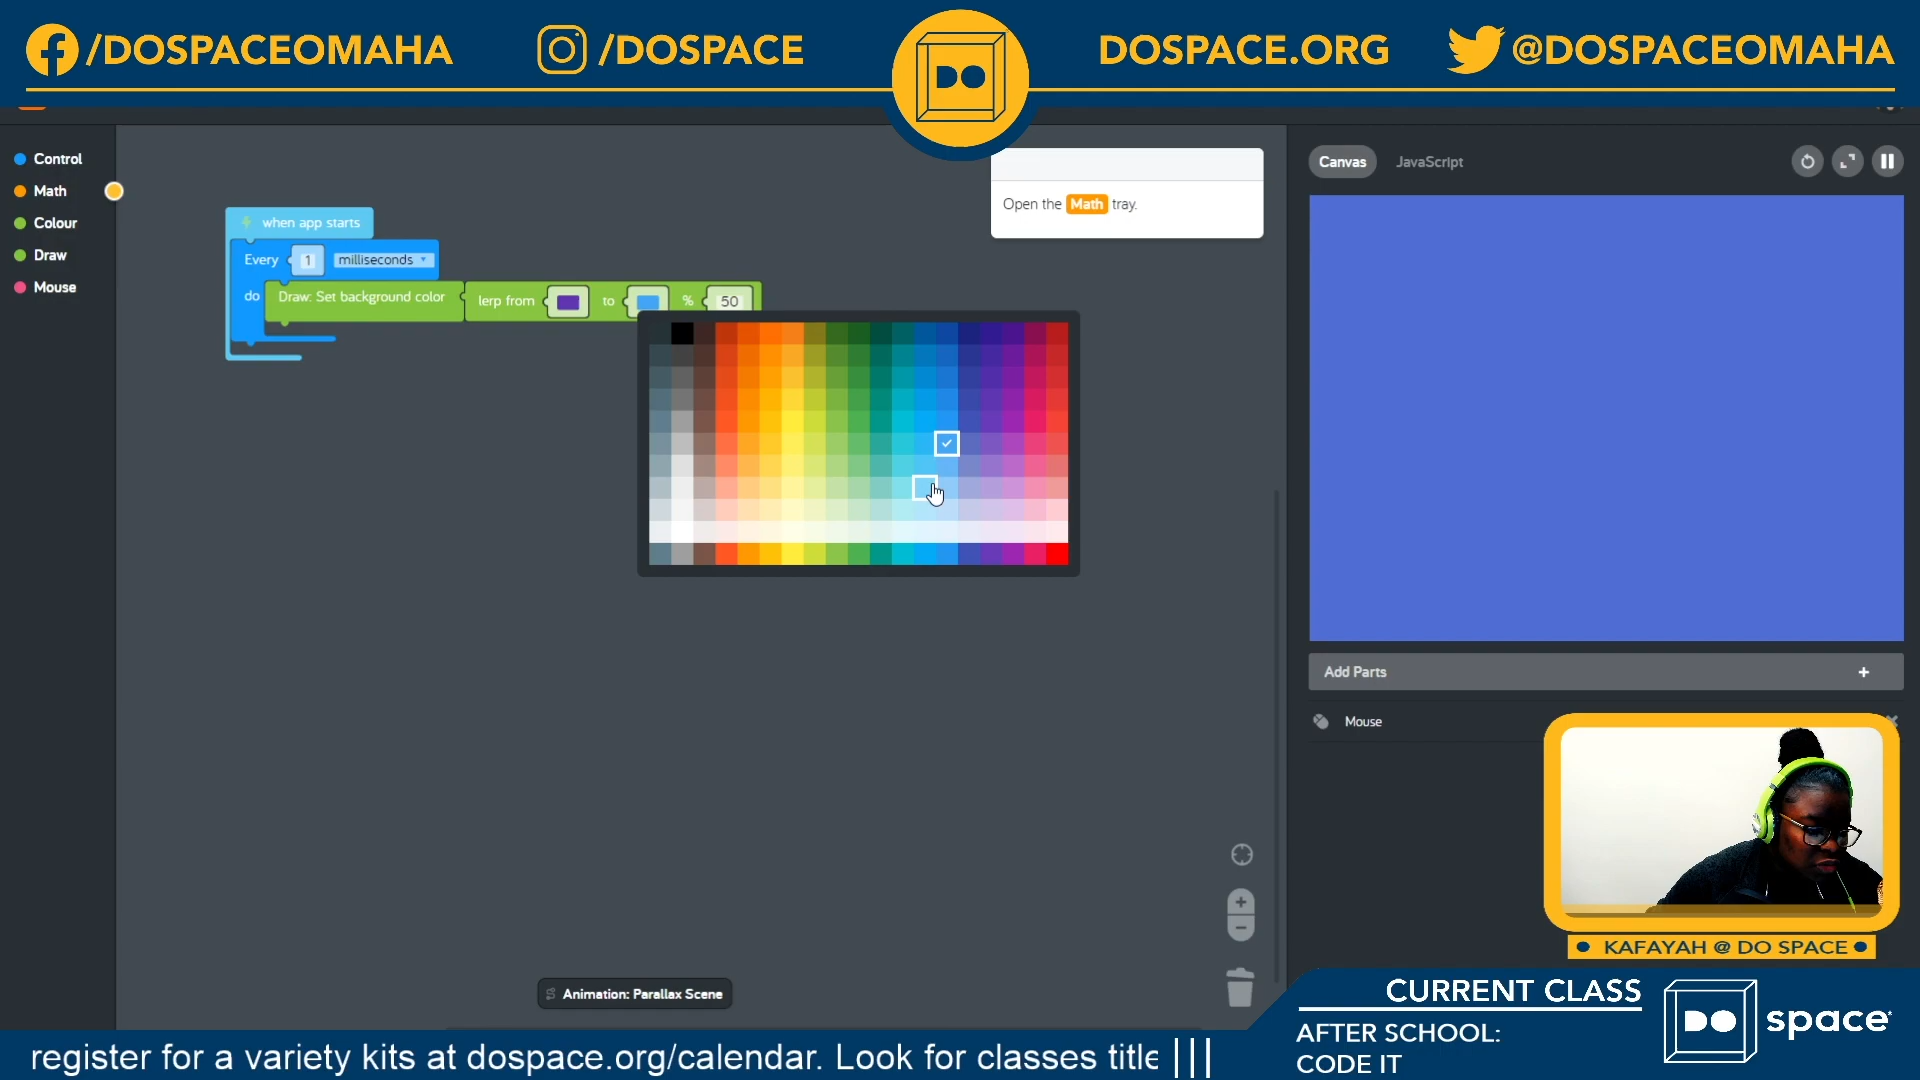 /DOSPACEOMAHA
/DOSPACE
DO
DOSPACE.ORG
@DOSPACEOMAHA
Control
Math
Colour
Draw
Mouse
when app starts
Every 1 milliseconds
do Draw: Set background color lerp from to % 50
Open the Math tray.
Canvas
JavaScript
Add Parts +
Mouse
Animation: Parallax Scene
KAFAYAH @ DO SPACE
CURRENT CLASS
AFTER SCHOOL:
CODE IT
DO space
register for a variety kits at dospace.org/calendar. Look for classes title